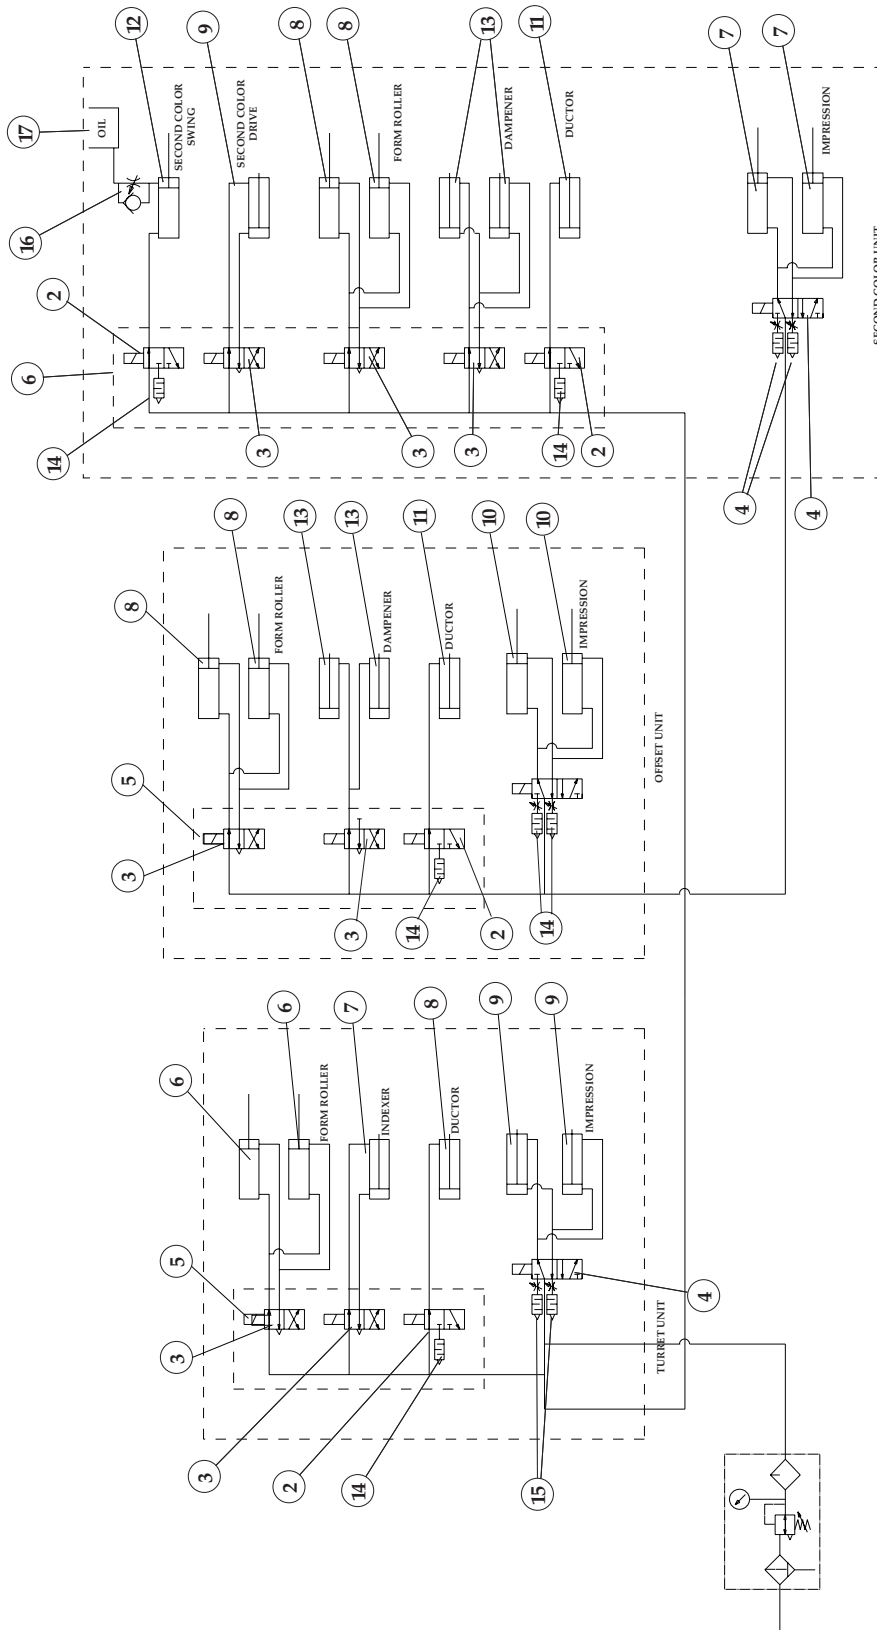 17
OIL
12
SECOND COLOR
SWING
9
SECOND COLOR
DRIVE
8
8
FORM ROLLER
13
DAMPENER
11
DUCTOR
7
7
IMPRESSION
16
2
6
14
3
3
3
14
2
4
4
8
8
FORM ROLLER
13
13
DAMPENER
11
DUCTOR
10
10
IMPRESSION
OFFSET UNIT
5
3
3
14
2
14
6
6
FORM ROLLER
7
INDEXER
8
DUCTOR
9
9
IMPRESSION
TURRET UNIT
5
3
3
2
14
15
4
SECOND COLOR UNIT